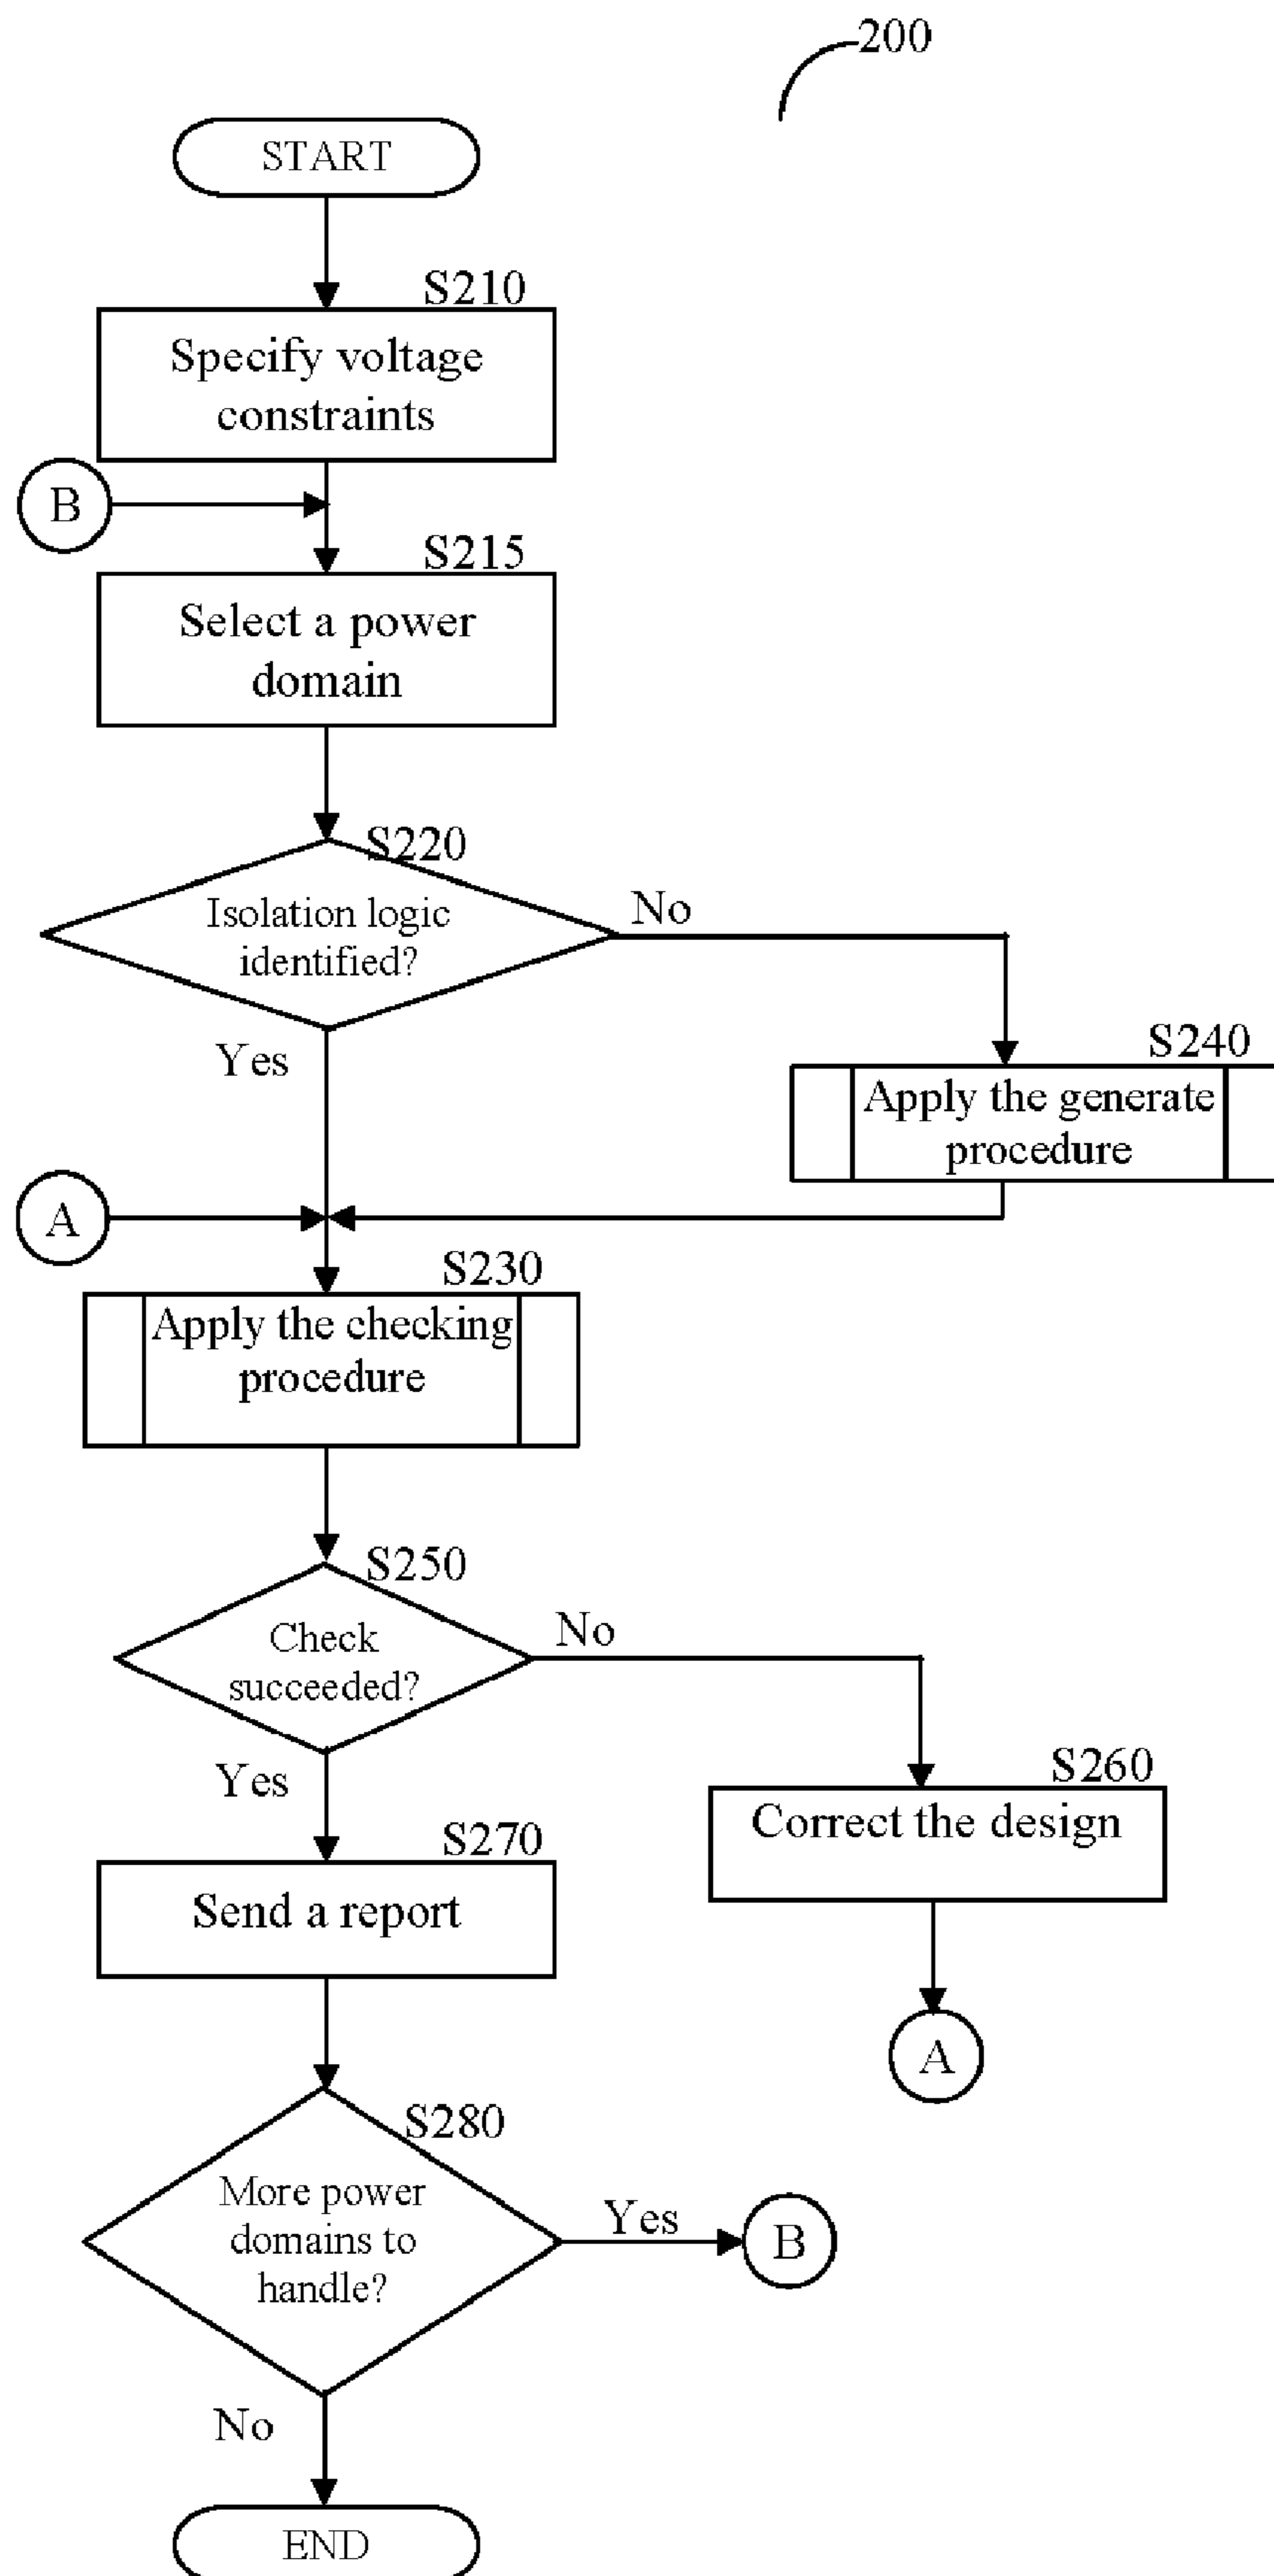 200
START
S210
Specify voltage
constraints
B
S215
Select a power
domain
S220
Isolation logic
identified?
No
Yes
S240
Apply the generate
procedure
A
S230
Apply the checking
procedure
S250
Check
succeeded?
No
Yes
S260
Correct the design
S270
Send a report
A
S280
More power
domains to
handle?
Yes
B
No
END